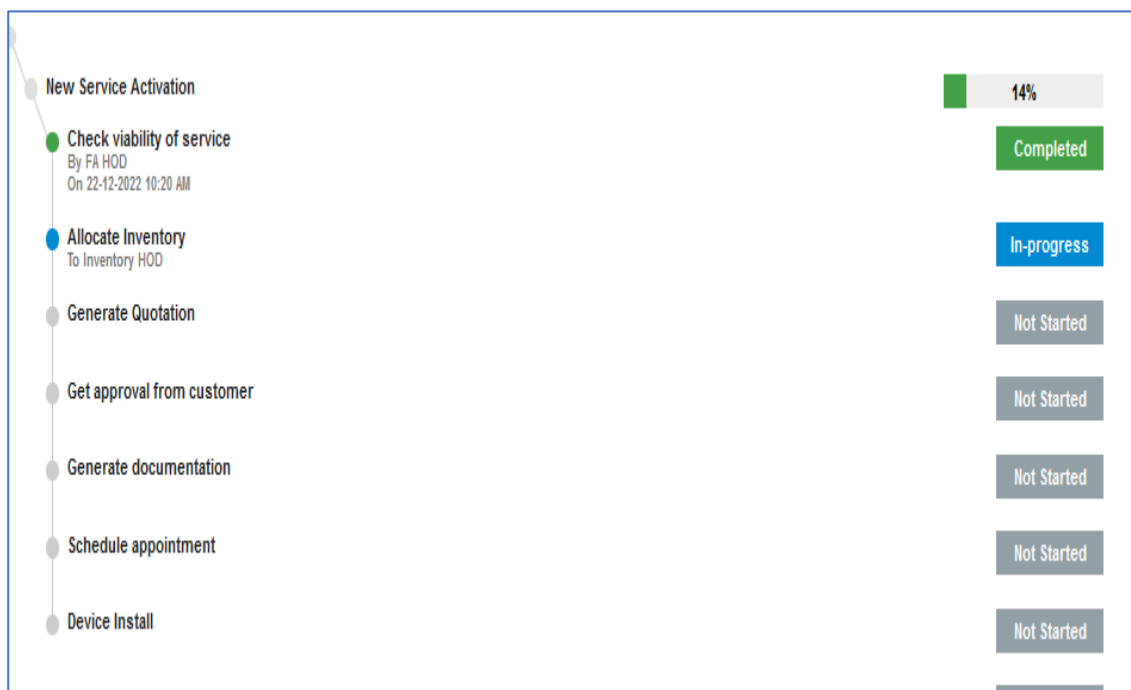 New Service Activation
14%
Check viability of service
Completed
By FA HOD
On 22-12-2022 10:20 AM
Allocate Inventory
In-progress
To Inventory HOD
Generate Quotation
Not Started
Get approval from customer
Not Started
Generate documentation
Not Started
Schedule appointment
Not Started
Device Install
Not Started